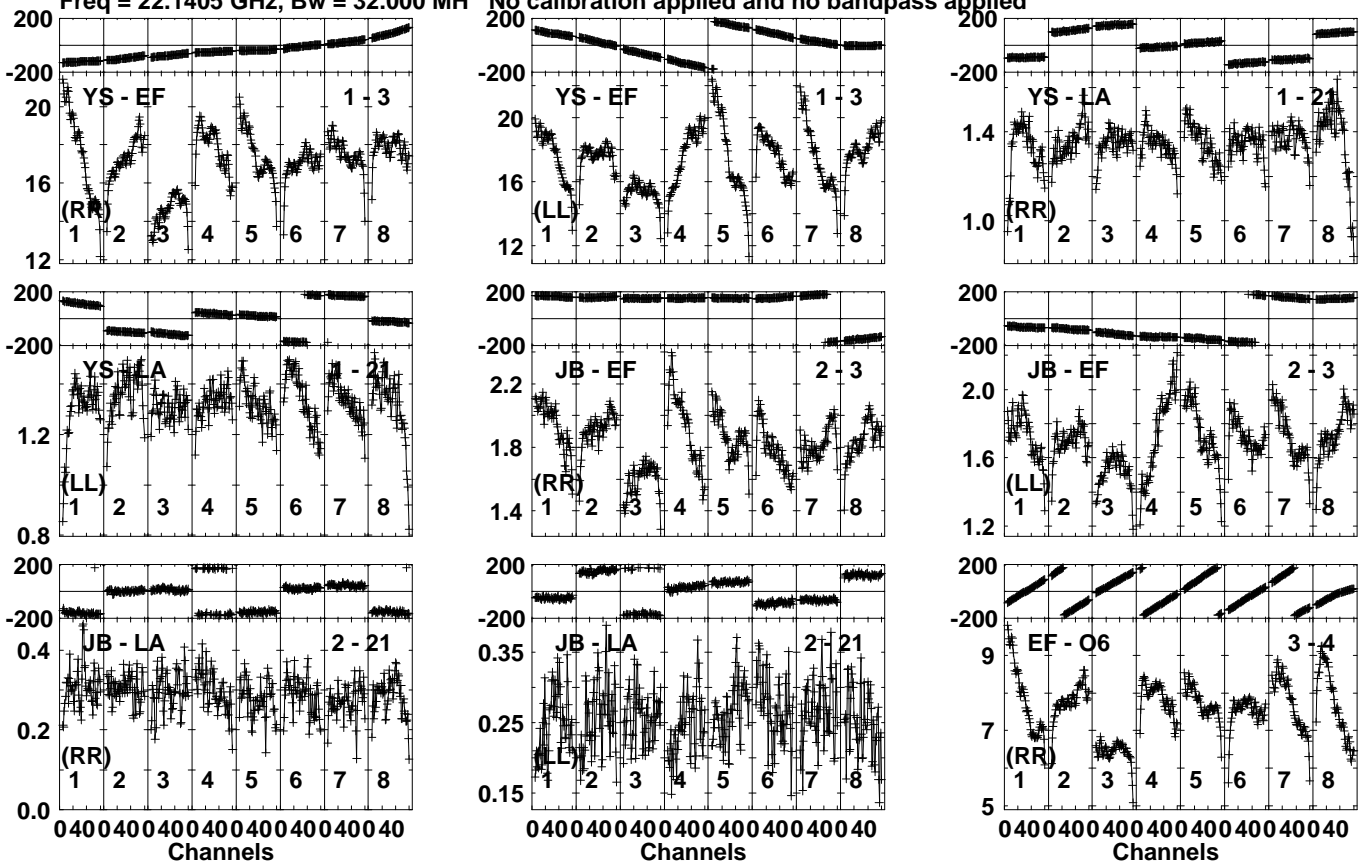 Freq = 22.1405 GHz, Bw = 32.000 MH No calibration applied and no bandpass applied
200
-200
YS - EF 1 - 3
20
16
(RR)
1 2 3 4 5 6 7 8
12
200
-200
YS - EF 1 - 3
20
16
(LL)
1 2 3 4 5 6 7 8
12
200
-200
YS - LA 1 - 21
1.4
1.0
(RR)
1 2 3 4 5 6 7 8
200
-200
YS - LA 1 - 21
1.2
(LL)
1 2 3 4 5 6 7 8
0.8
200
-200
JB - EF 2 - 3
2.2
1.8
(RR)
1.4
1 2 3 4 5 6 7 8
200
-200
JB - EF 2 - 3
2.0
1.6
(LL)
1 2 3 4 5 6 7 8
1.2
200
-200
JB - LA 2 - 21
0.4
0.2
(RR)
1 2 3 4 5 6 7 8
0.0
0 40 0 40 0 40 0 40 0 40 0 40 0 40 0 40
Channels
200
-200
JB - LA 2 - 21
0.35
0.25
(LL)
1 2 3 4 5 6 7 8
0.15
0 40 0 40 0 40 0 40 0 40 0 40 0 40 0 40
Channels
200
-200
EF - O6 3 - 4
9
7
(RR)
1 2 3 4 5 6 7 8
5
0 40 0 40 0 40 0 40 0 40 0 40 0 40 0 40
Channels